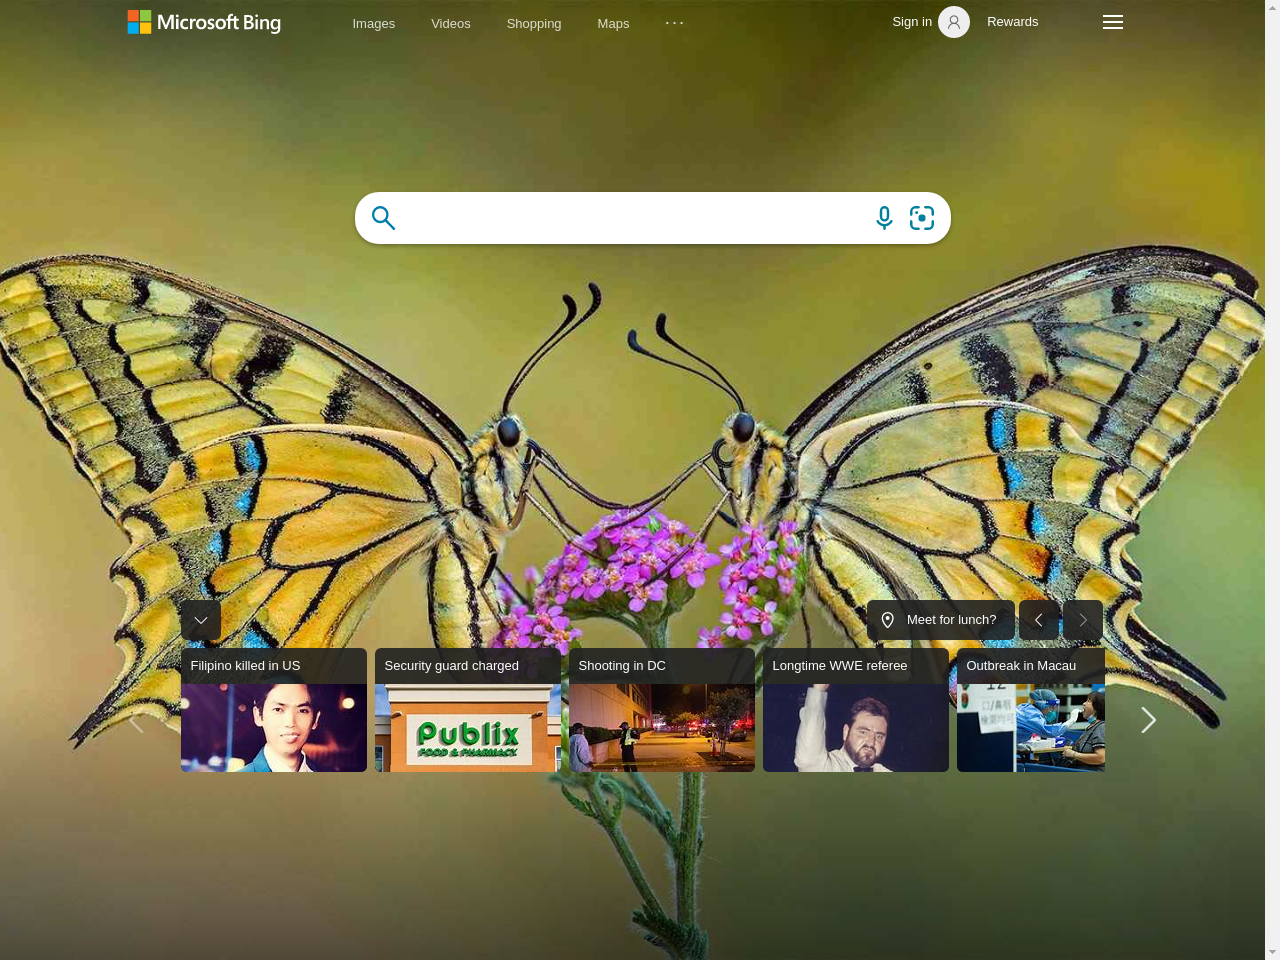 Microsoft Bing
Images Videos Shopping Maps ...
Sign in Rewards
Meet for lunch?
Filipino killed in US
Security guard charged
Shooting in DC
Longtime WWE referee
Outbreak in Macau
Publix
FOOD & PHARMACY
12